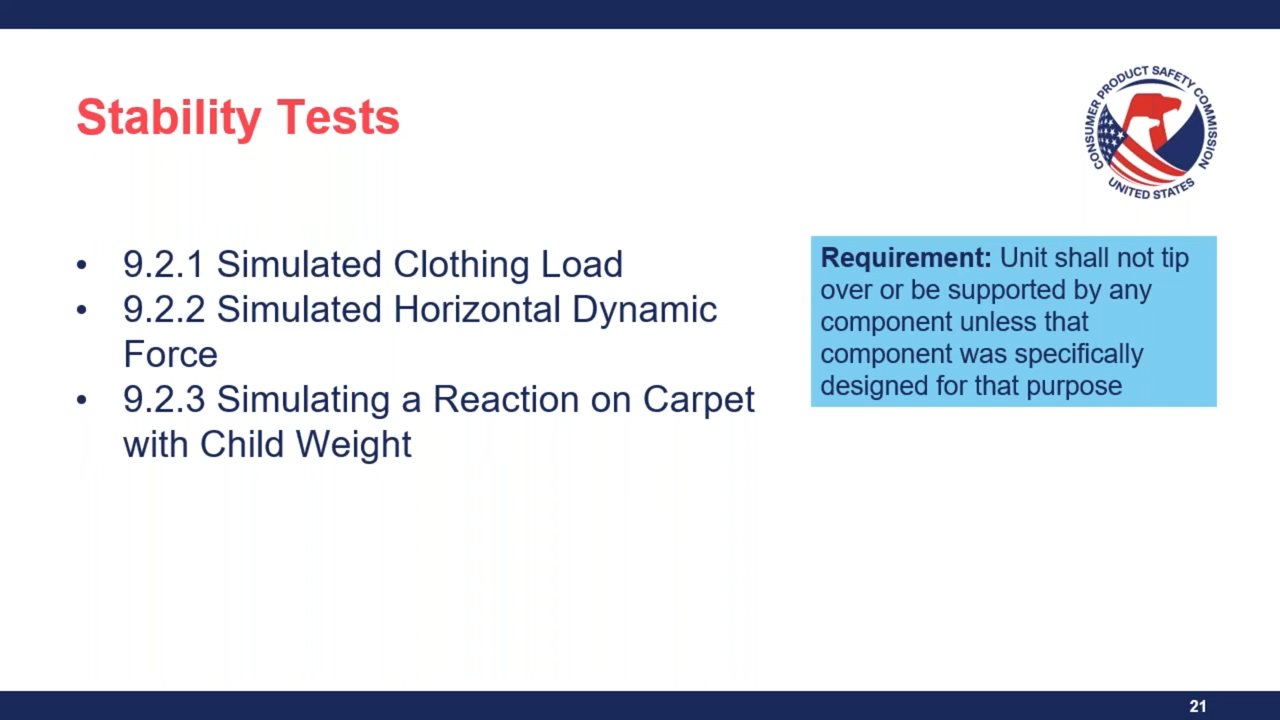 Stability Tests
CONSUMER PRODUCT SAFETY COMMISSION
UNITED STATES
• 9.2.1 Simulated Clothing Load
• 9.2.2 Simulated Horizontal Dynamic
Force
• 9.2.3 Simulating a Reaction on Carpet
with Child Weight
Requirement: Unit shall not tip
over or be supported by any
component unless that
component was specifically
designed for that purpose
21